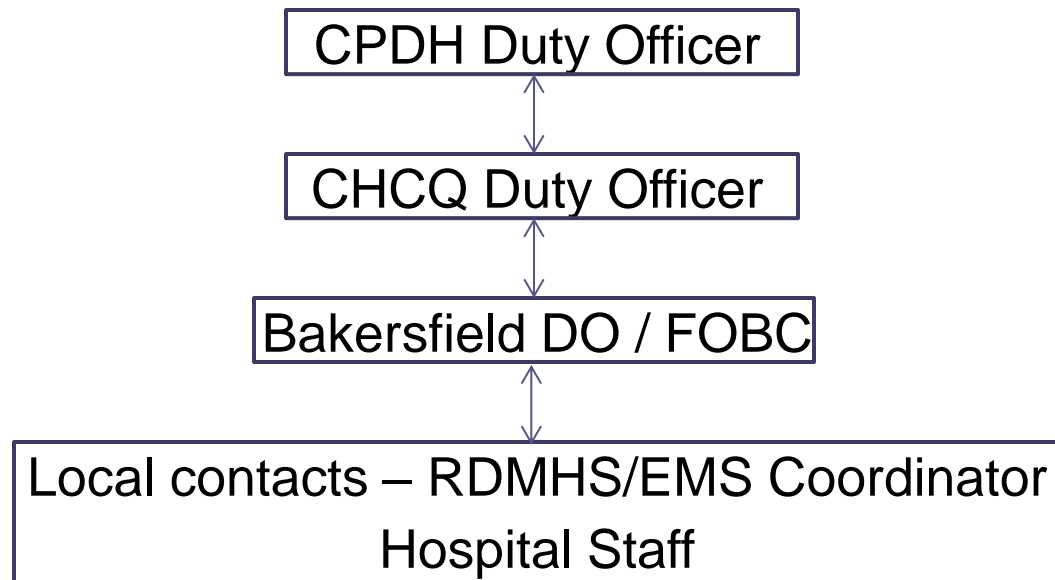 CPDH Duty Officer
CHCQ Duty Officer
Bakersfield DO / FOBC
Local contacts – RDMHS/EMS Coordinator
Hospital Staff